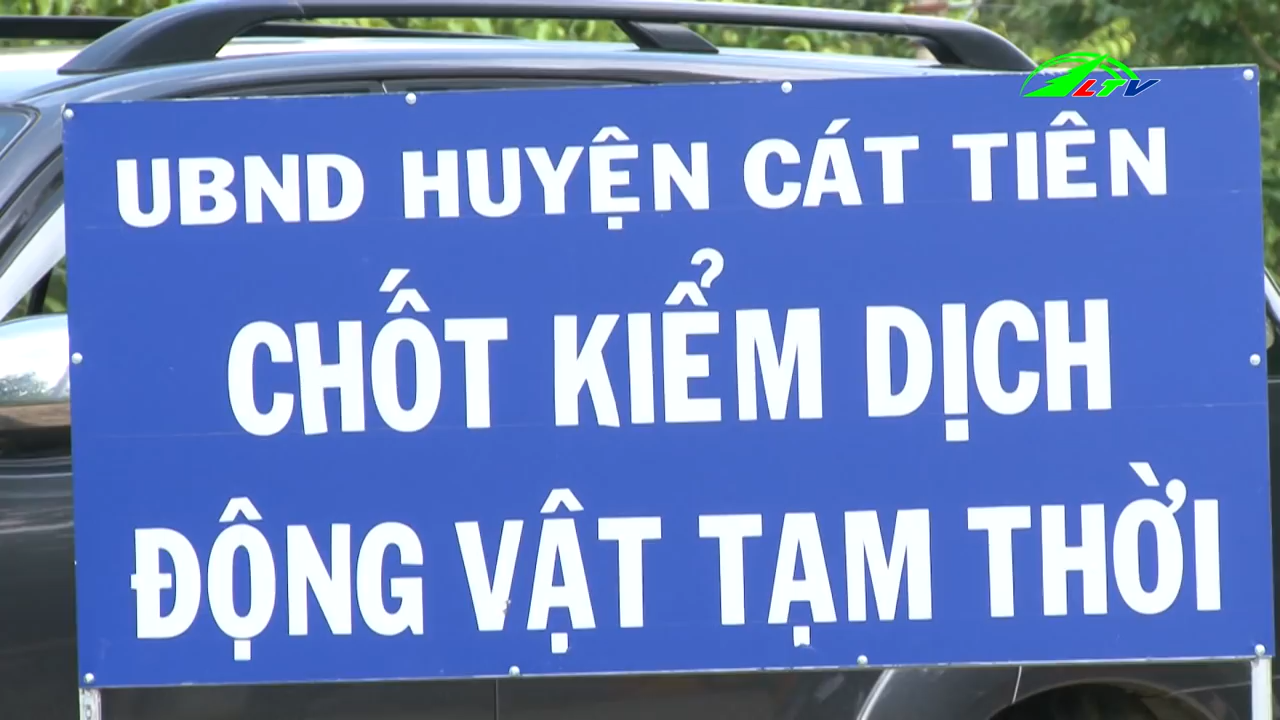 LTV
UBND HUYỆN CÁT TIÊN
CHỐT KIỂM DỊCH
ĐỘNG VẬT TẠM THỜI